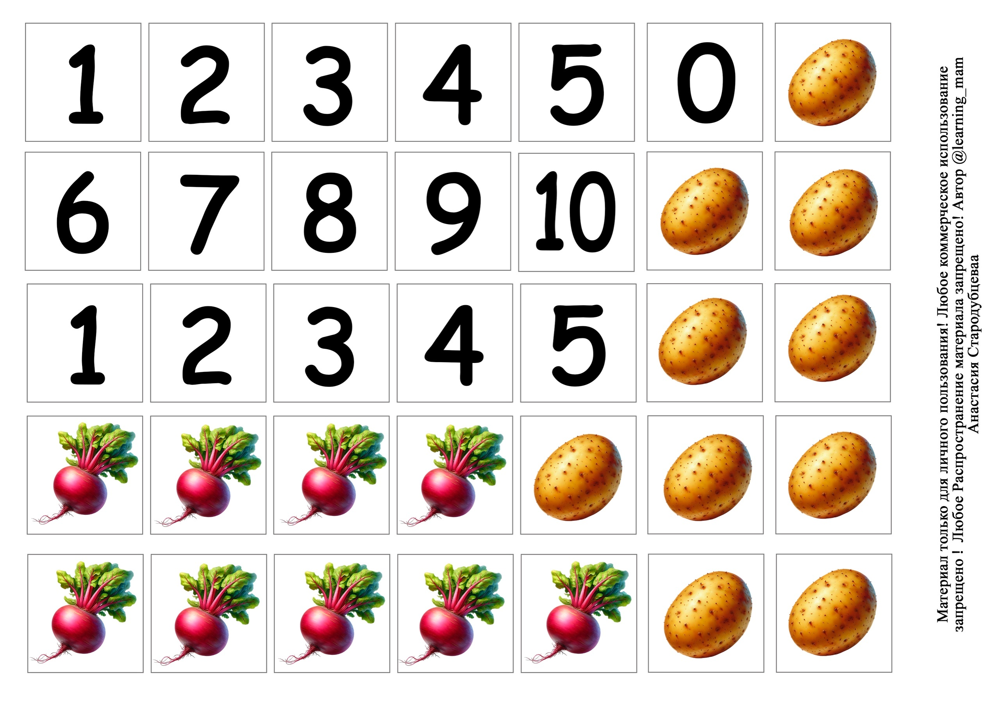 1 2 3 4 5 0
6 7 8 9 10
1 2 3 4 5
Материал только для личного пользования! Любое коммерческое использование
запрещено ! Любое Распространение материала запрещено! Автор @learning_mam
Анастасия Стародубцеваа